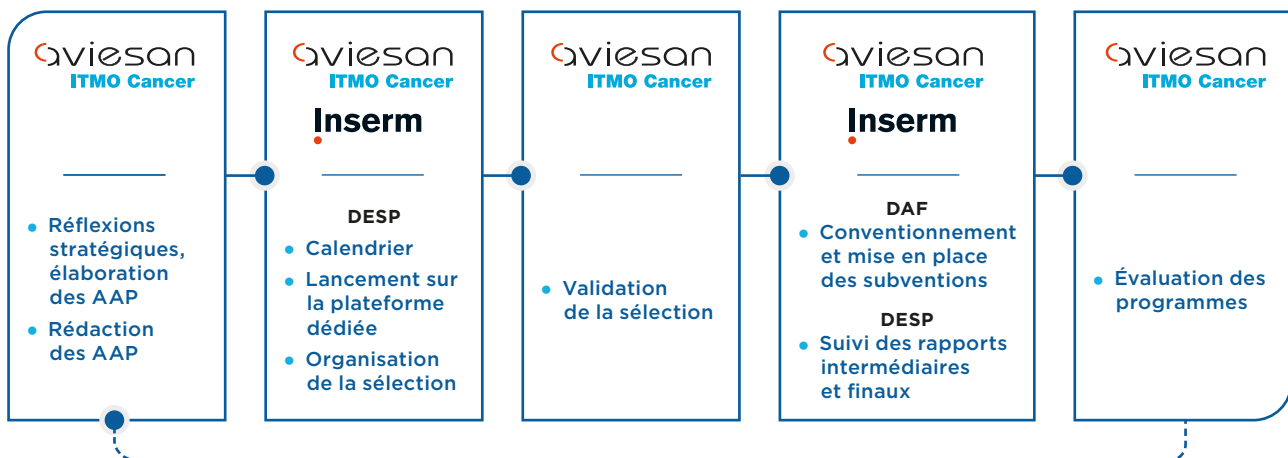 aviesan
ITMO Cancer
Réflexions
stratégiques,
élaboration
des AAP
Rédaction
des AAP
aviesan
ITMO Cancer
Inserm
DESP
Calendrier
Lancement sur
la plateforme
dédiée
Organisation
de la sélection
aviesan
ITMO Cancer
Validation
de la sélection
aviesan
ITMO Cancer
Inserm
DAF
Conventionnement
et mise en place
des subventions
DESP
Suivi des rapports
intermédiaires
et finaux
aviesan
ITMO Cancer
Évaluation des
programmes